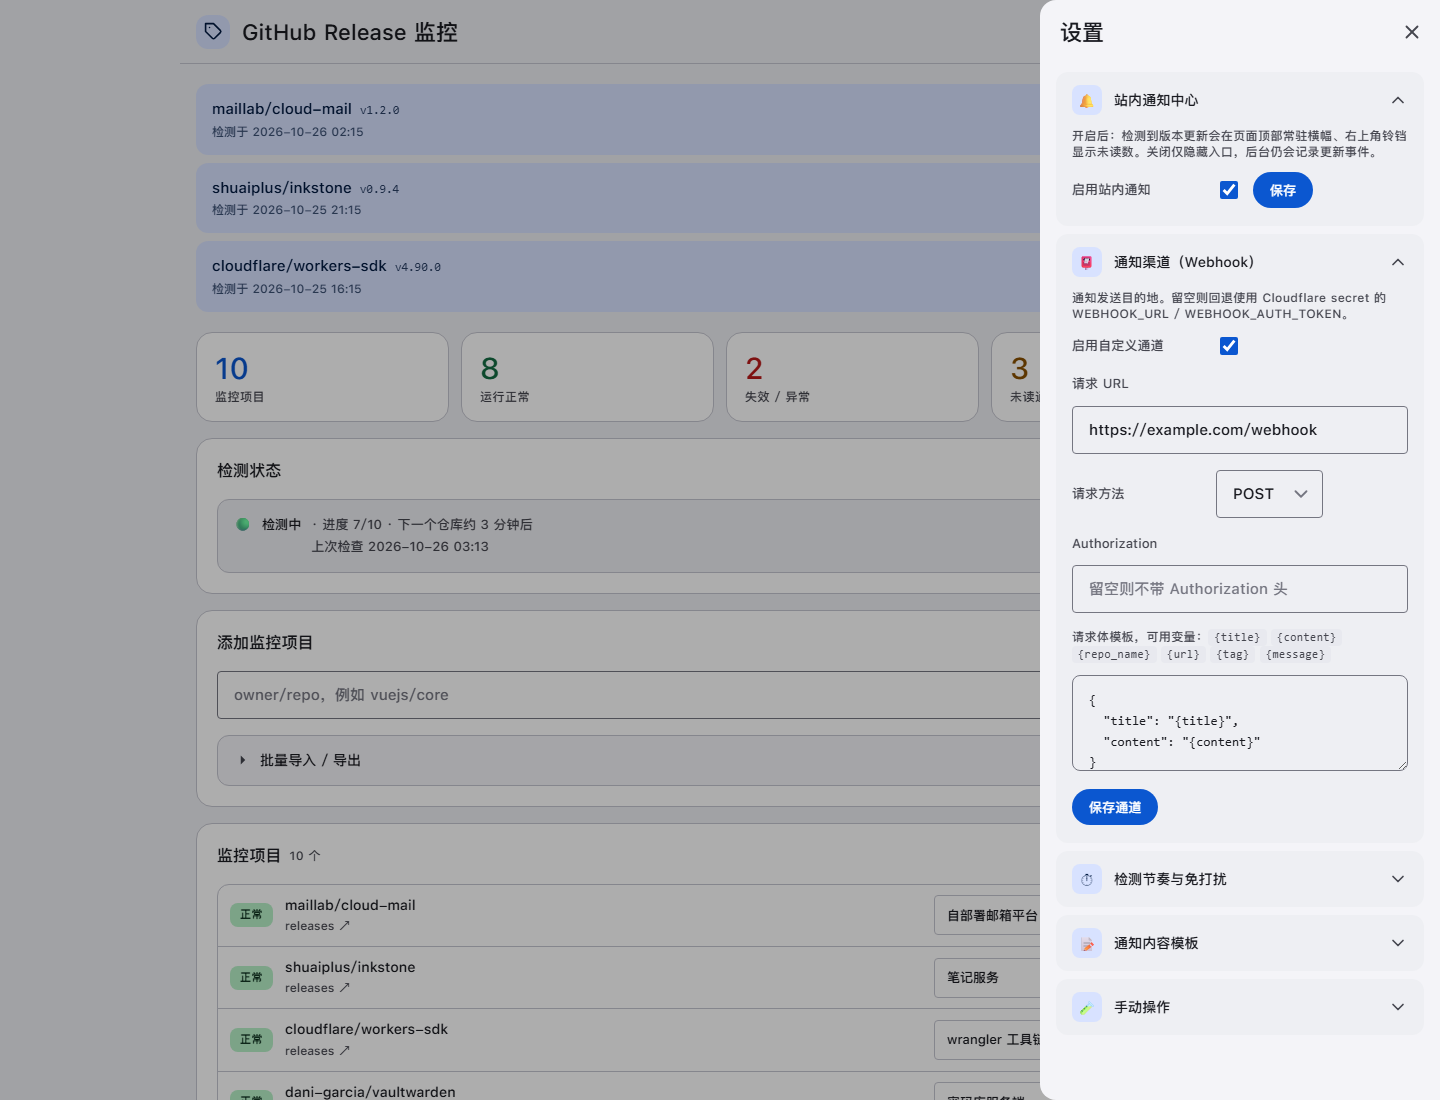 GitHub Release 监控
maillab/cloud-mail v1.2.0
检测于 2026-10-26 02:15
shuaiplus/inkstone v0.9.4
检测于 2026-10-25 21:15
cloudflare/workers-sdk v4.90.0
检测于 2026-10-25 16:15
10
监控项目
8
运行正常
2
失效 / 异常
3
未读
检测状态
检测中 · 进度 7/10 · 下一个仓库约 3 分钟后
上次检查 2026-10-26 03:13
添加监控项目
owner/repo，例如 vuejs/core
批量导入 / 导出
监控项目 10 个
正常 maillab/cloud-mail
releases ↗
自部署邮箱平台
正常 shuaiplus/inkstone
releases ↗
笔记服务
正常 cloudflare/workers-sdk
releases ↗
wrangler 工具链
正常 dani-garcia/vaultwarden
设置
站内通知中心
开启后：检测到版本更新会在页面顶部常驻横幅、右上角铃铛
显示未读数。关闭仅隐藏入口，后台仍会记录更新事件。
启用站内通知 保存
通知渠道（Webhook）
通知发送目的地。留空则回退使用 Cloudflare secret 的
WEBHOOK_URL / WEBHOOK_AUTH_TOKEN。
启用自定义通道
请求 URL
https://example.com/webhook
请求方法 POST
Authorization
留空则不带 Authorization 头
请求体模板，可用变量： {title} {content}
{repo_name} {url} {tag} {message}
{
"title": "{title}",
"content": "{content}"
}
保存通道
检测节奏与免打扰
通知内容模板
手动操作